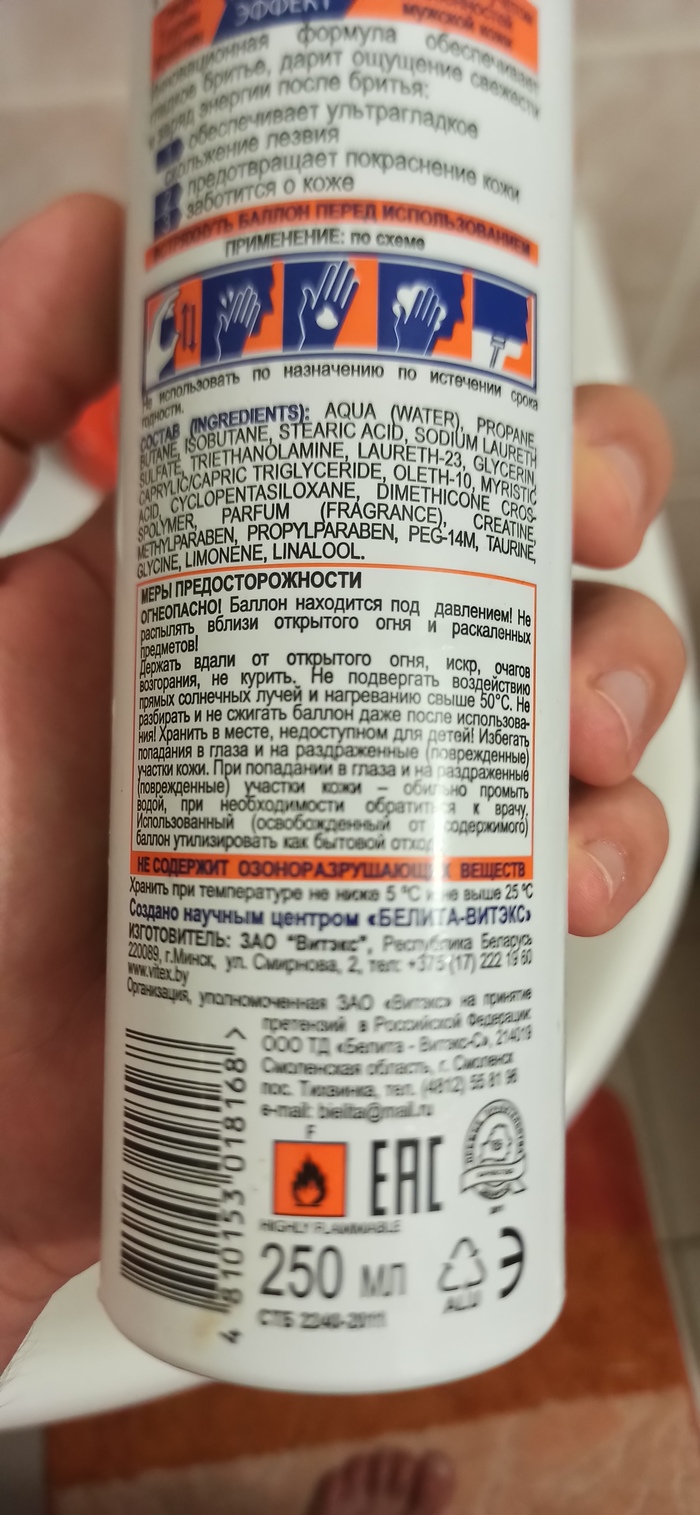 ЭФФЕКТ
мужской кожи
формула обеспечивает
бритье, дарит ощущение свежести
заряд энергии после бритья:
обеспечивает ультрагладкое
скольжение лезвия
предотвращает покраснение кожи
заботится о коже
ВСТРЯХНУТЬ БАЛЛОН ПЕРЕД ИСПОЛЬЗОВАНИЕМ
ПРИМЕНЕНИЕ: по схеме
Не использовать по назначению по истечении срока
годности.
СОСТАВ (INGREDIENTS): AQUA (WATER), PROPANE,
BUTANE, ISOBUTANE, STEARIC ACID, SODIUM LAURETH
SULFATE, TRIETHANOLAMINE, LAURETH-23, GLYCERIN,
CAPRYLIC/CAPRIC TRIGLYCERIDE, OLETH-10, MYRISTIC
ACID, CYCLOPENTASILOXANE, DIMETHICONE CROS-
SPOLYMER, PARFUM (FRAGRANCE), CREATINE,
METHYLPARABEN, PROPYLPARABEN, PEG-14M, TAURINE,
GLYCINE, LIMONENE, LINALOOL.
МЕРЫ ПРЕДОСТОРОЖНОСТИ
ОГНЕОПАСНО! Баллон находится под давлением! Не
распылять вблизи открытого огня и раскаленных
предметов!
Держать вдали от открытого огня, искр, очагов
возгорания, не курить. Не подвергать воздействию
прямых солнечных лучей и нагреванию свыше 50°С. Не
разбирать и не сжигать баллон даже после использова-
ния! Хранить в месте, недоступном для детей! Избегать
попадания в глаза и на раздраженные (поврежденные)
участки кожи. При попадании в глаза и на раздраженные
(поврежденные) участки кожи – обильно промыть
водой, при необходимости обратиться к врачу.
Использованный (освобожденный от содержимого)
баллон утилизировать как бытовой отход
НЕ СОДЕРЖИТ ОЗОНОРАЗРУШАЮЩИХ ВЕЩЕСТВ
Хранить при температуре не ниже 5 °С и не выше 25 °С
Создано научным центром «БЕЛИТА-ВИТЭКС»
ИЗГОТОВИТЕЛЬ: ЗАО "Витэкс", Республика Беларусь
220089, г.Минск, ул. Смирнова, 2, тел: +375 (17) 222 19 60
www.vitex.by
Организация, уполномоченная ЗАО «Витэкс» на принятие
претензий в Российской Федерации:
ООО ТД «Белита - Витэкс-С», 214019
Смоленская область, г. Смоленск
пос. Тихвинка, тел. (4812) 55 81 98
e-mail: bielita@mail.ru
F
EAC
HIGHLY FLAMMABLE
250 мл
ALU
Э
СТБ 2240-2011
4 810153 018168 >